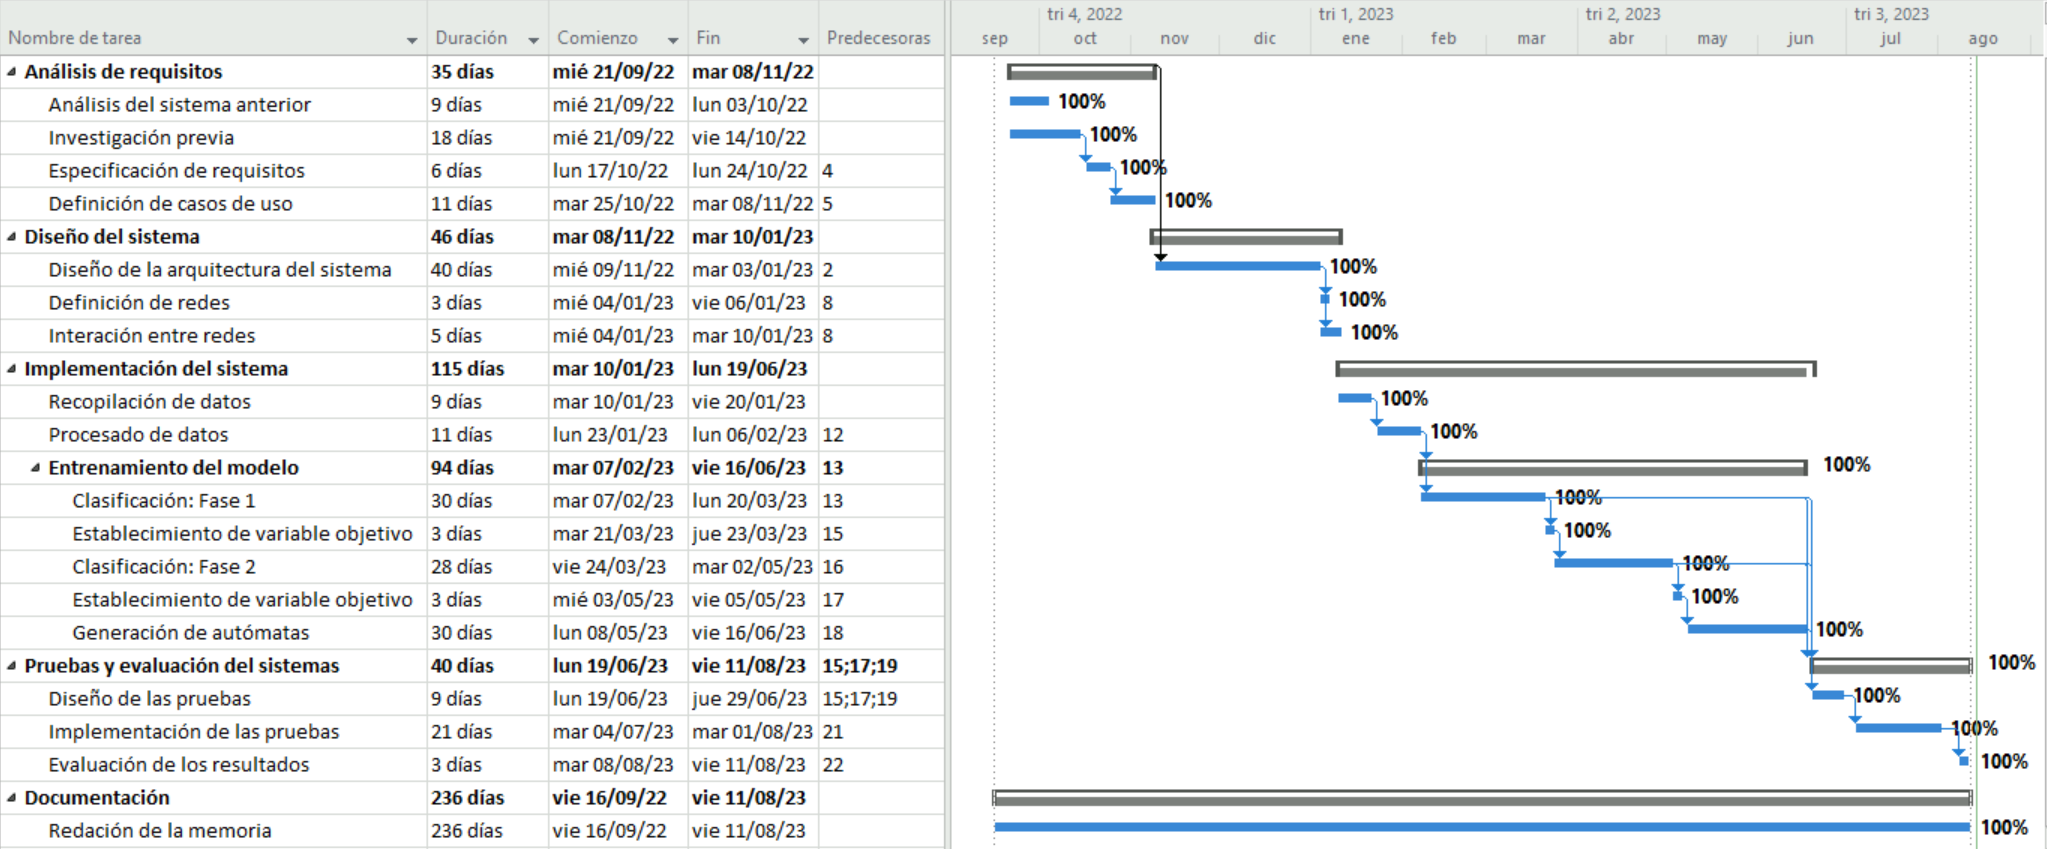 tri 4, 2022 tri 1, 2023 tri 2, 2023 tri 3, 2023
Nombre de tarea Duración Comienzo Fin Predecesoras sep oct nov dic ene feb mar abr may jun jul ago
Análisis de requisitos 35 días mié 21/09/22 mar 08/11/22
Análisis del sistema anterior 9 días mié 21/09/22 lun 03/10/22 100%
Investigación previa 18 días mié 21/09/22 vie 14/10/22 100%
Especificación de requisitos 6 días lun 17/10/22 lun 24/10/22 4 100%
Definición de casos de uso 11 días mar 25/10/22 mar 08/11/22 5 100%
Diseño del sistema 46 días mar 08/11/22 mar 10/01/23
Diseño de la arquitectura del sistema 40 días mié 09/11/22 mar 03/01/23 2 100%
Definición de redes 3 días mié 04/01/23 vie 06/01/23 8 100%
Interación entre redes 5 días mié 04/01/23 mar 10/01/23 8 100%
Implementación del sistema 115 días mar 10/01/23 lun 19/06/23
Recopilación de datos 9 días mar 10/01/23 vie 20/01/23 100%
Procesado de datos 11 días lun 23/01/23 lun 06/02/23 12 100%
Entrenamiento del modelo 94 días mar 07/02/23 vie 16/06/23 13 100%
Clasificación: Fase 1 30 días mar 07/02/23 lun 20/03/23 13 100%
Establecimiento de variable objetivo 3 días mar 21/03/23 jue 23/03/23 15 100%
Clasificación: Fase 2 28 días vie 24/03/23 mar 02/05/23 16 100%
Establecimiento de variable objetivo 3 días mié 03/05/23 vie 05/05/23 17 100%
Generación de autómatas 30 días lun 08/05/23 vie 16/06/23 18 100%
Pruebas y evaluación del sistemas 40 días lun 19/06/23 vie 11/08/23 15;17;19 100%
Diseño de las pruebas 9 días lun 19/06/23 jue 29/06/23 15;17;19 100%
Implementación de las pruebas 21 días mar 04/07/23 mar 01/08/23 21 100%
Evaluación de los resultados 3 días mar 08/08/23 vie 11/08/23 22 100%
Documentación 236 días vie 16/09/22 vie 11/08/23
Redación de la memoria 236 días vie 16/09/22 vie 11/08/23 100%